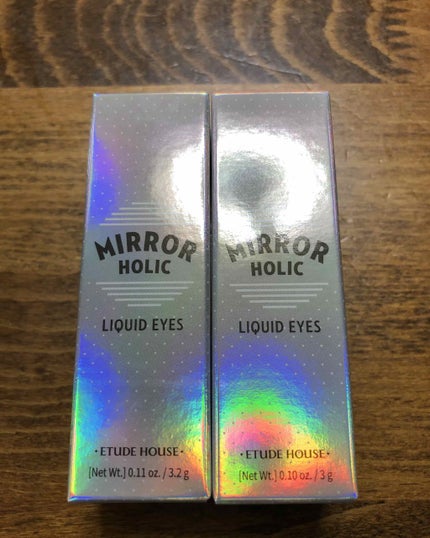 MIRROR
HOLIC
LIQUID EYES
·ETUDE HOUSE·
[Net Wt.] 0.11 oz. / 3.2 g
MIRROR
HOLIC
LIQUID EYES
·ETUDE HOUSE·
[Net Wt.] 0.10 oz. / 3 g